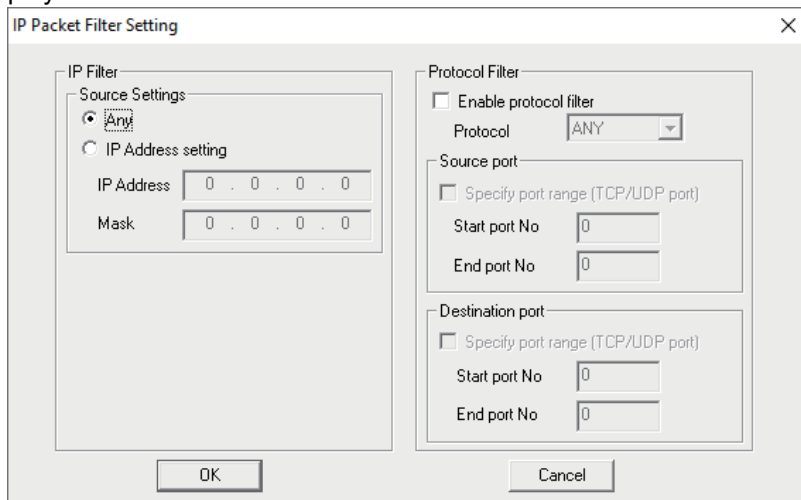 IP Packet Filter Setting
IP Filter
Source Settings
Any
IP Address setting
IP Address 0 . 0 . 0 . 0
Mask 0 . 0 . 0 . 0
Protocol Filter
Enable protocol filter
Protocol ANY
Source port
Specify port range (TCP/UDP port)
Start port No 0
End port No 0
Destination port
Specify port range (TCP/UDP port)
Start port No 0
End port No 0
OK
Cancel